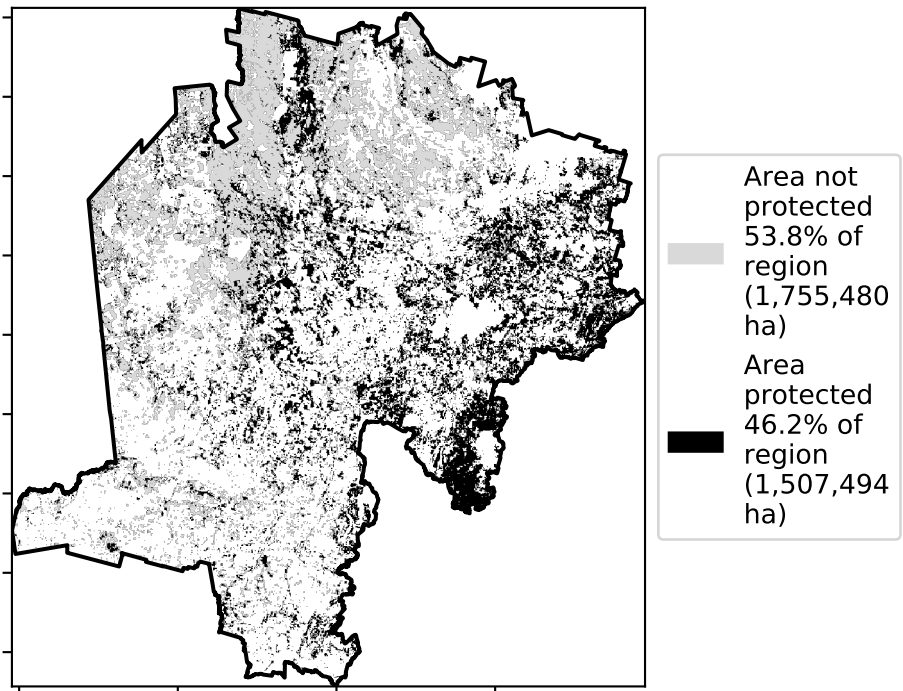 Area not
protected
53.8% of
region
(1,755,480
ha)
Area
protected
46.2% of
region
(1,507,494
ha)